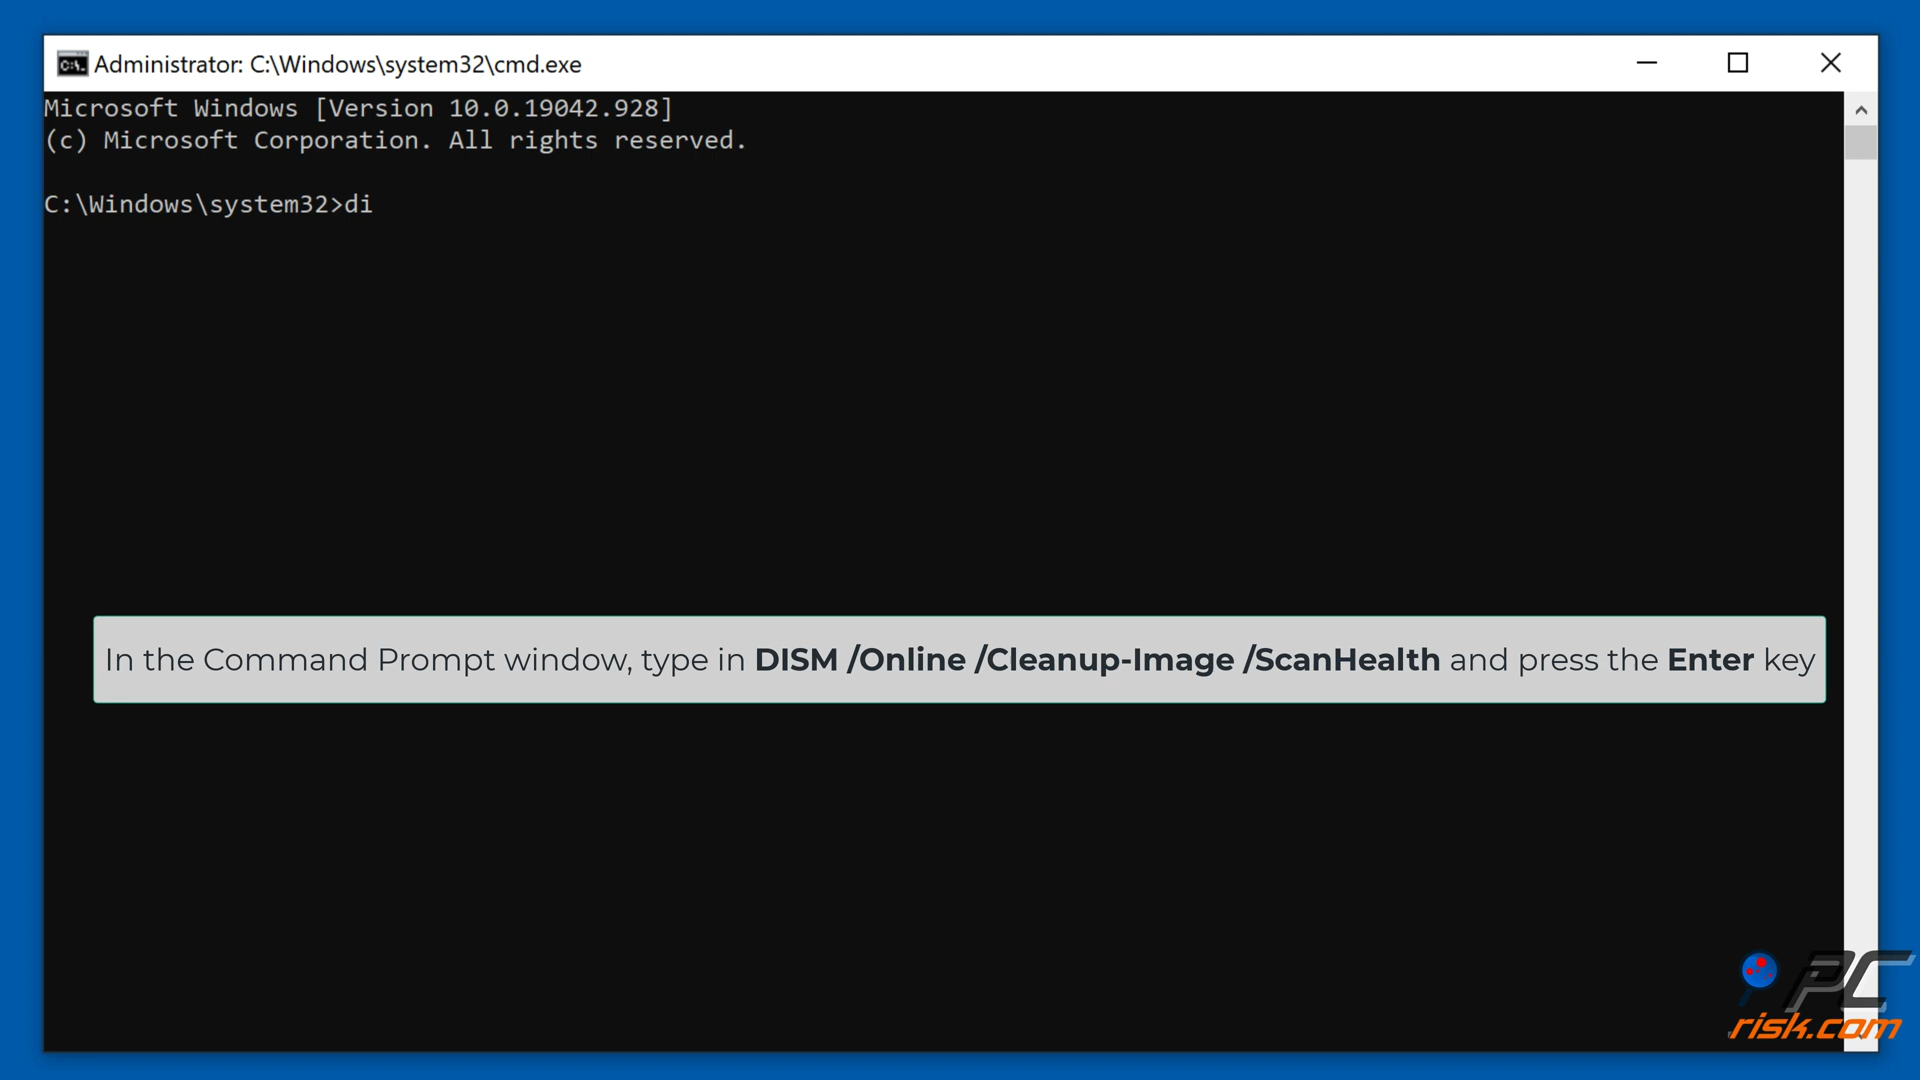 Administrator: C:\Windows\system32\cmd.exe
Microsoft Windows [Version 10.0.19042.928]
(c) Microsoft Corporation. All rights reserved.
C:\Windows\system32>di
In the Command Prompt window, type in DISM /Online /Cleanup-Image /ScanHealth and press the Enter key
PC
risk.com